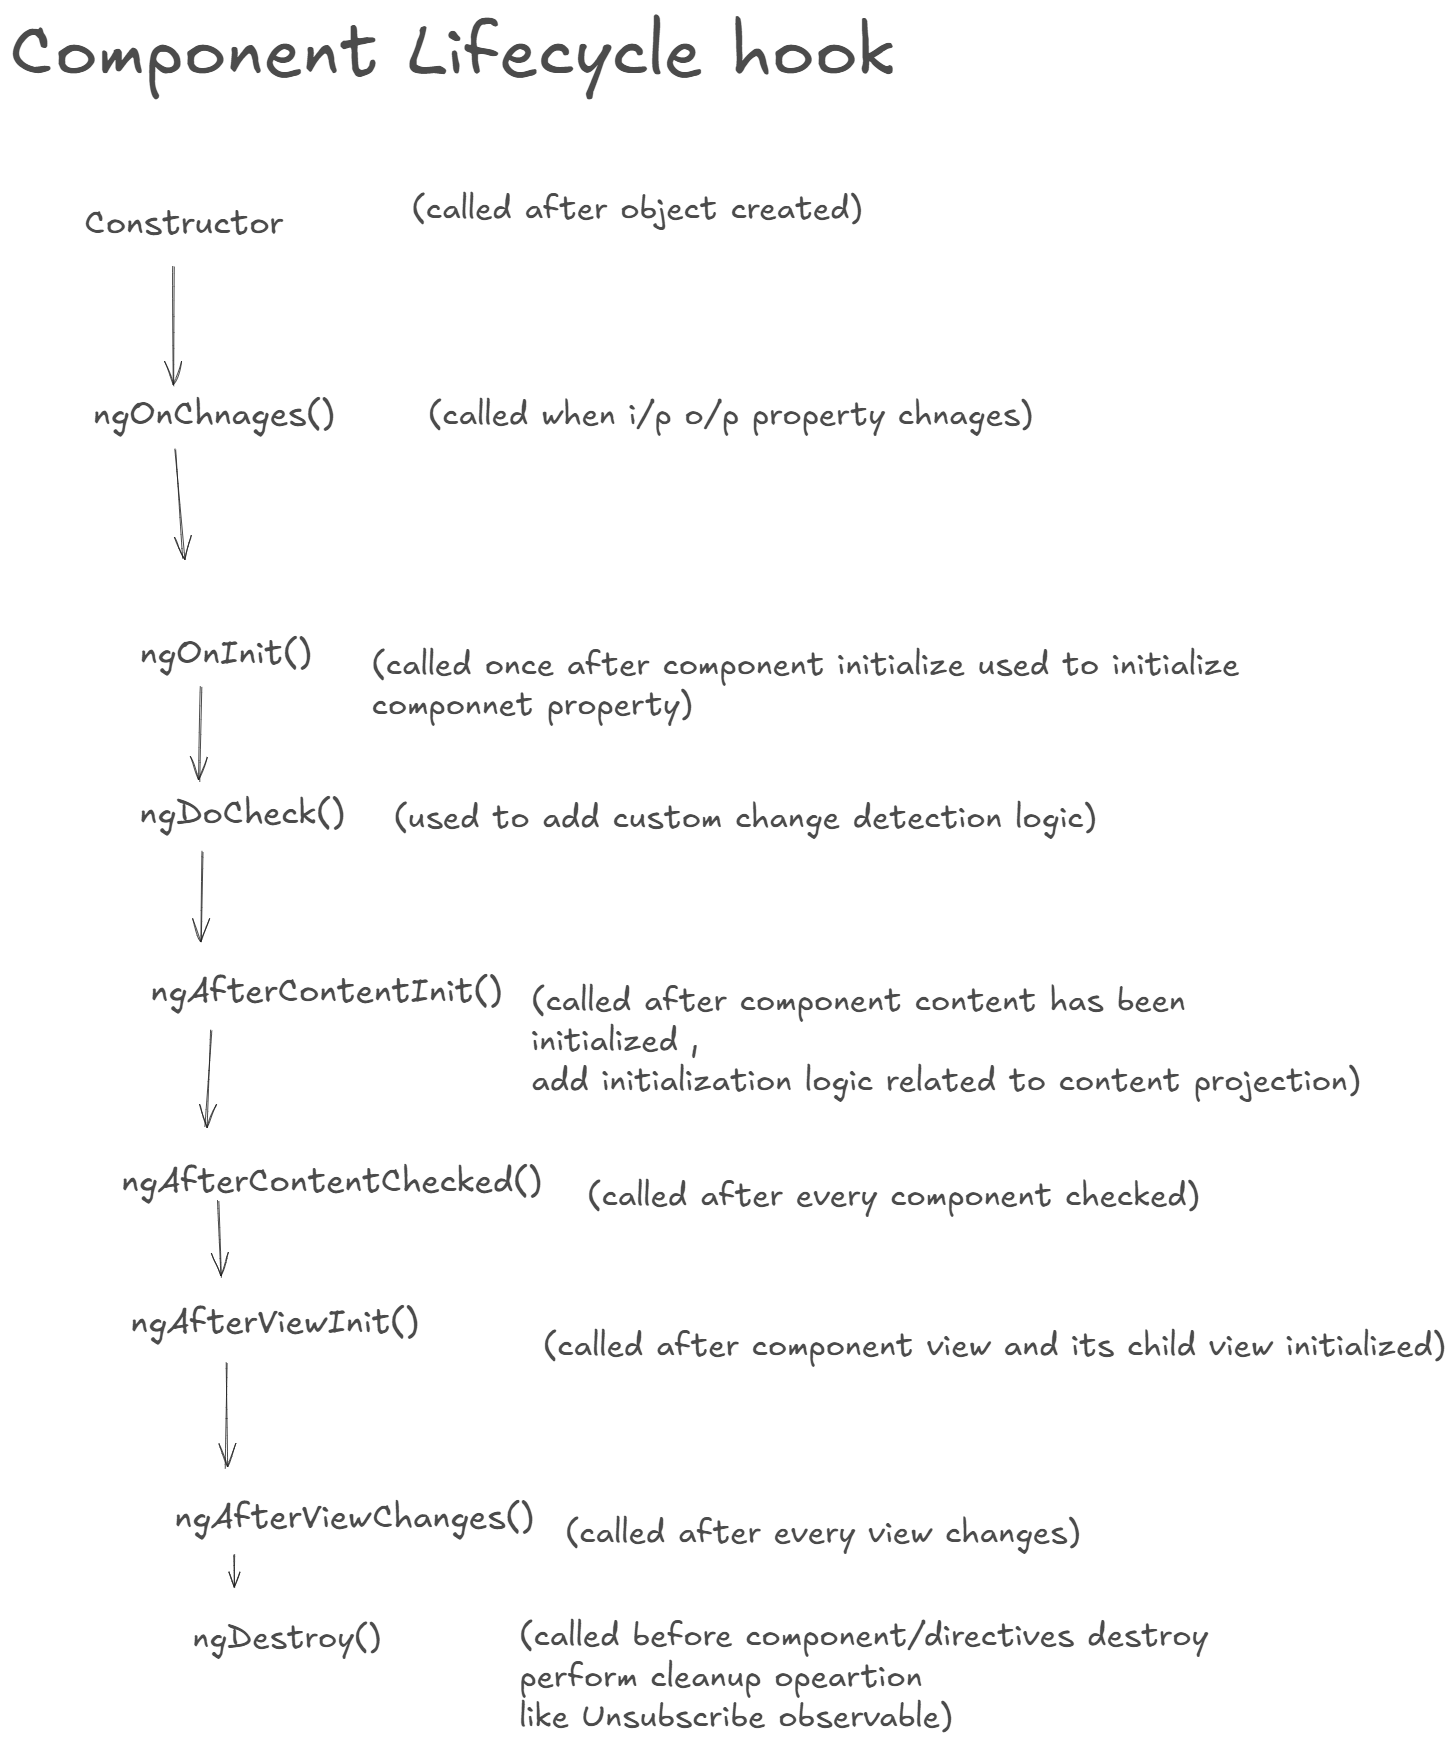 Component Lifecycle hook
Constructor
(called after object created)
ngOnChnages()
(called when i/p o/p property chnages)
ngOnInit()
(called once after component initialize used to initialize
componnet property)
ngDoCheck()
(used to add custom change detection logic)
ngAfterContentInit()
(called after component content has been
initialized ,
add initialization logic related to content projection)
ngAfterContentChecked()
(called after every component checked)
ngAfterViewInit()
(called after component view and its child view initialized)
ngAfterViewChanges()
(called after every view changes)
ngDestroy()
(called before component/directives destroy
perform cleanup opeartion
like Unsubscribe observable)